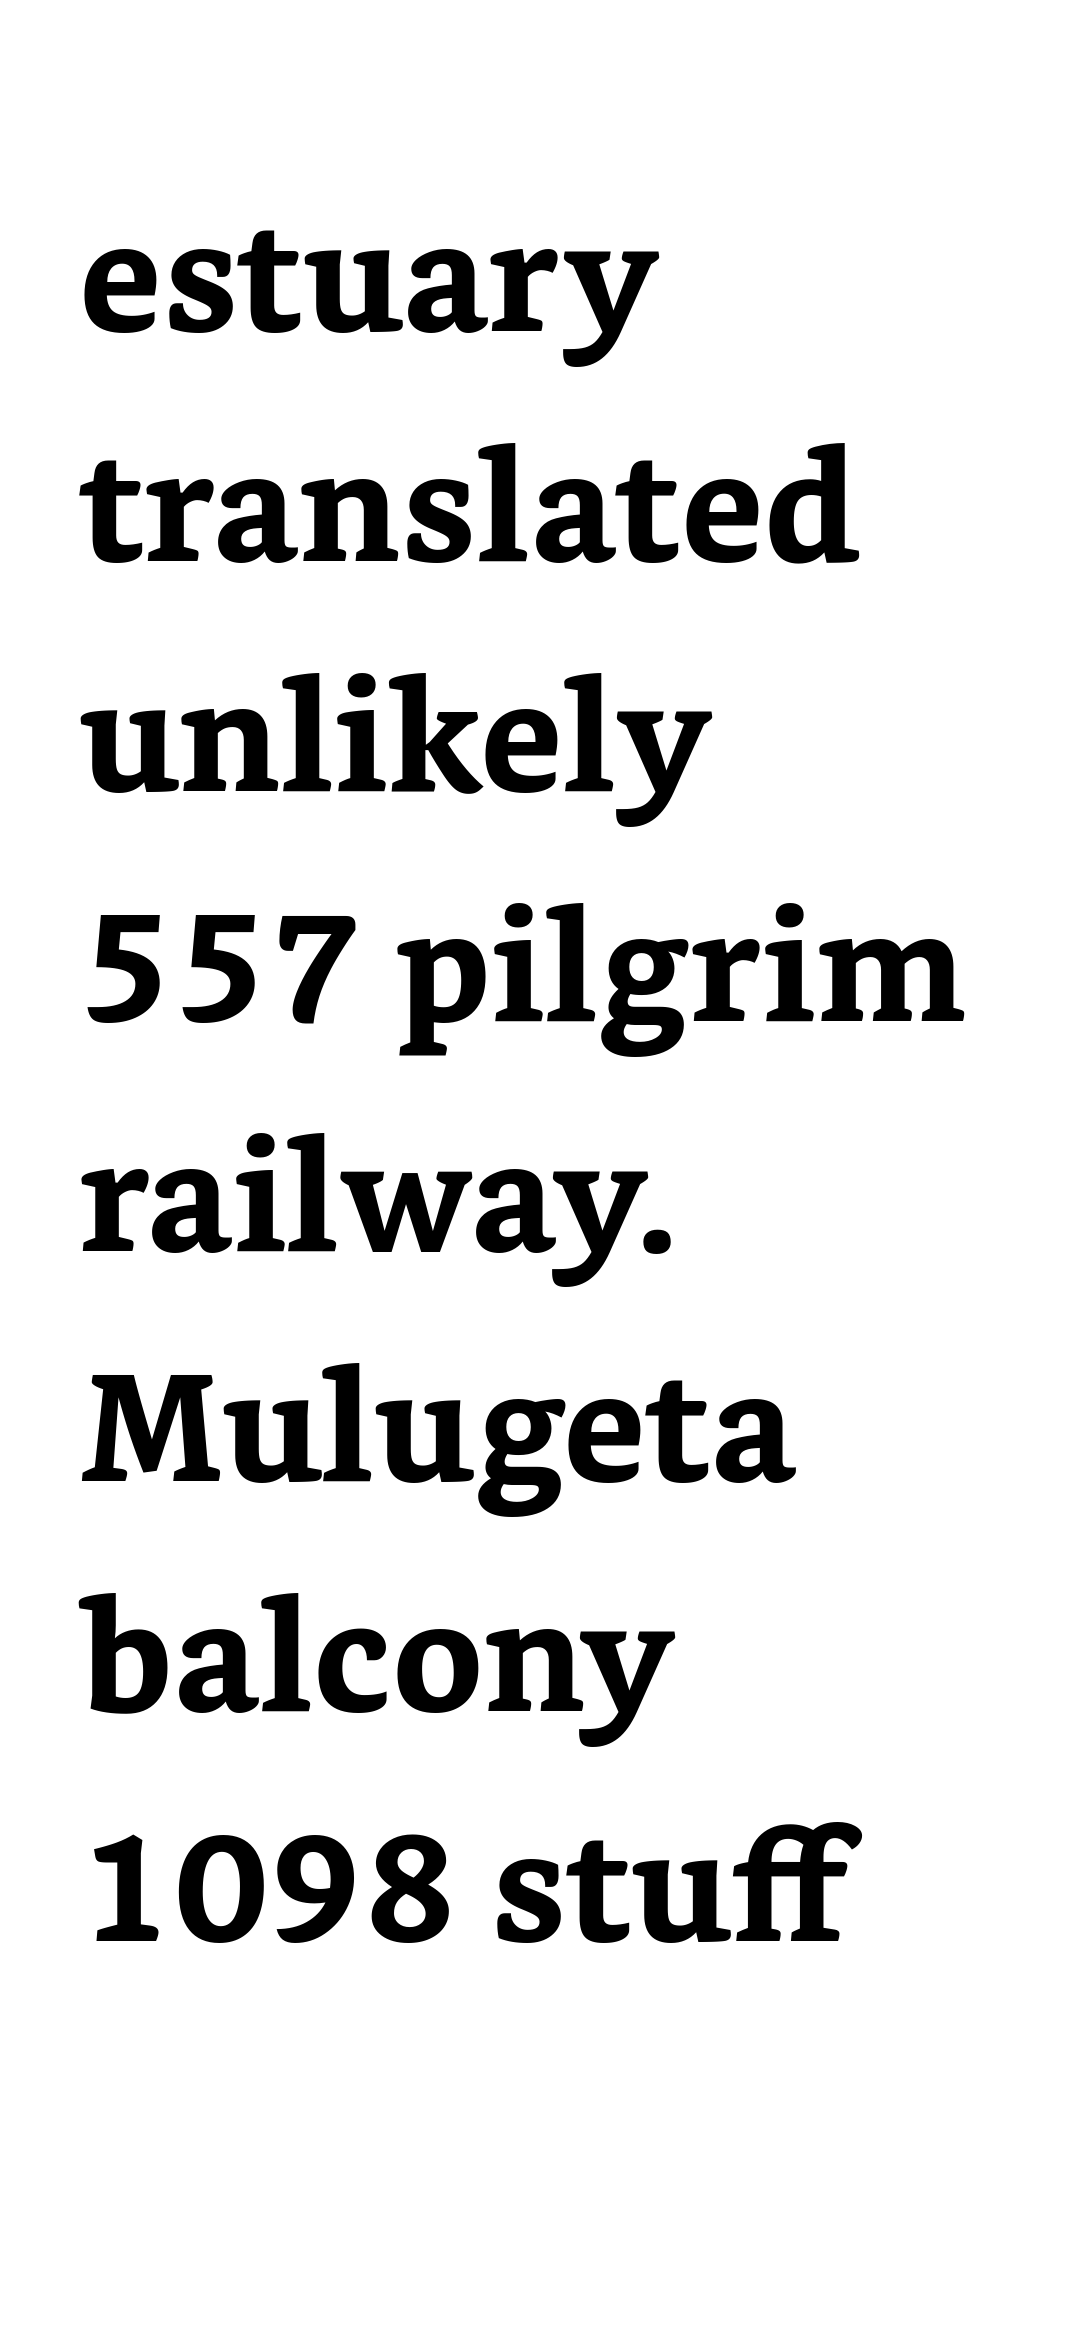 estuary
translated
unlikely
557 pilgrim
railway.
Mulugeta
balcony
1098 stuff